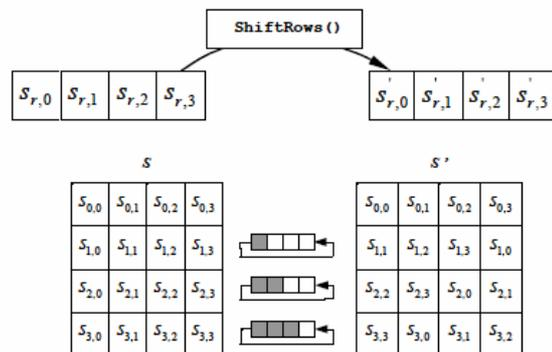 ShiftRows()
S_{r,0} S_{r,1} S_{r,2} S_{r,3} S'_{r,0} S'_{r,1} S'_{r,2} S'_{r,3}
S S'
S_{0,0} S_{0,1} S_{0,2} S_{0,3} S_{0,0} S_{0,1} S_{0,2} S_{0,3}
S_{1,0} S_{1,1} S_{1,2} S_{1,3} S_{1,1} S_{1,2} S_{1,3} S_{1,0}
S_{2,0} S_{2,1} S_{2,2} S_{2,3} S_{2,2} S_{2,3} S_{2,0} S_{2,1}
S_{3,0} S_{3,1} S_{3,2} S_{3,3} S_{3,3} S_{3,0} S_{3,1} S_{3,2}